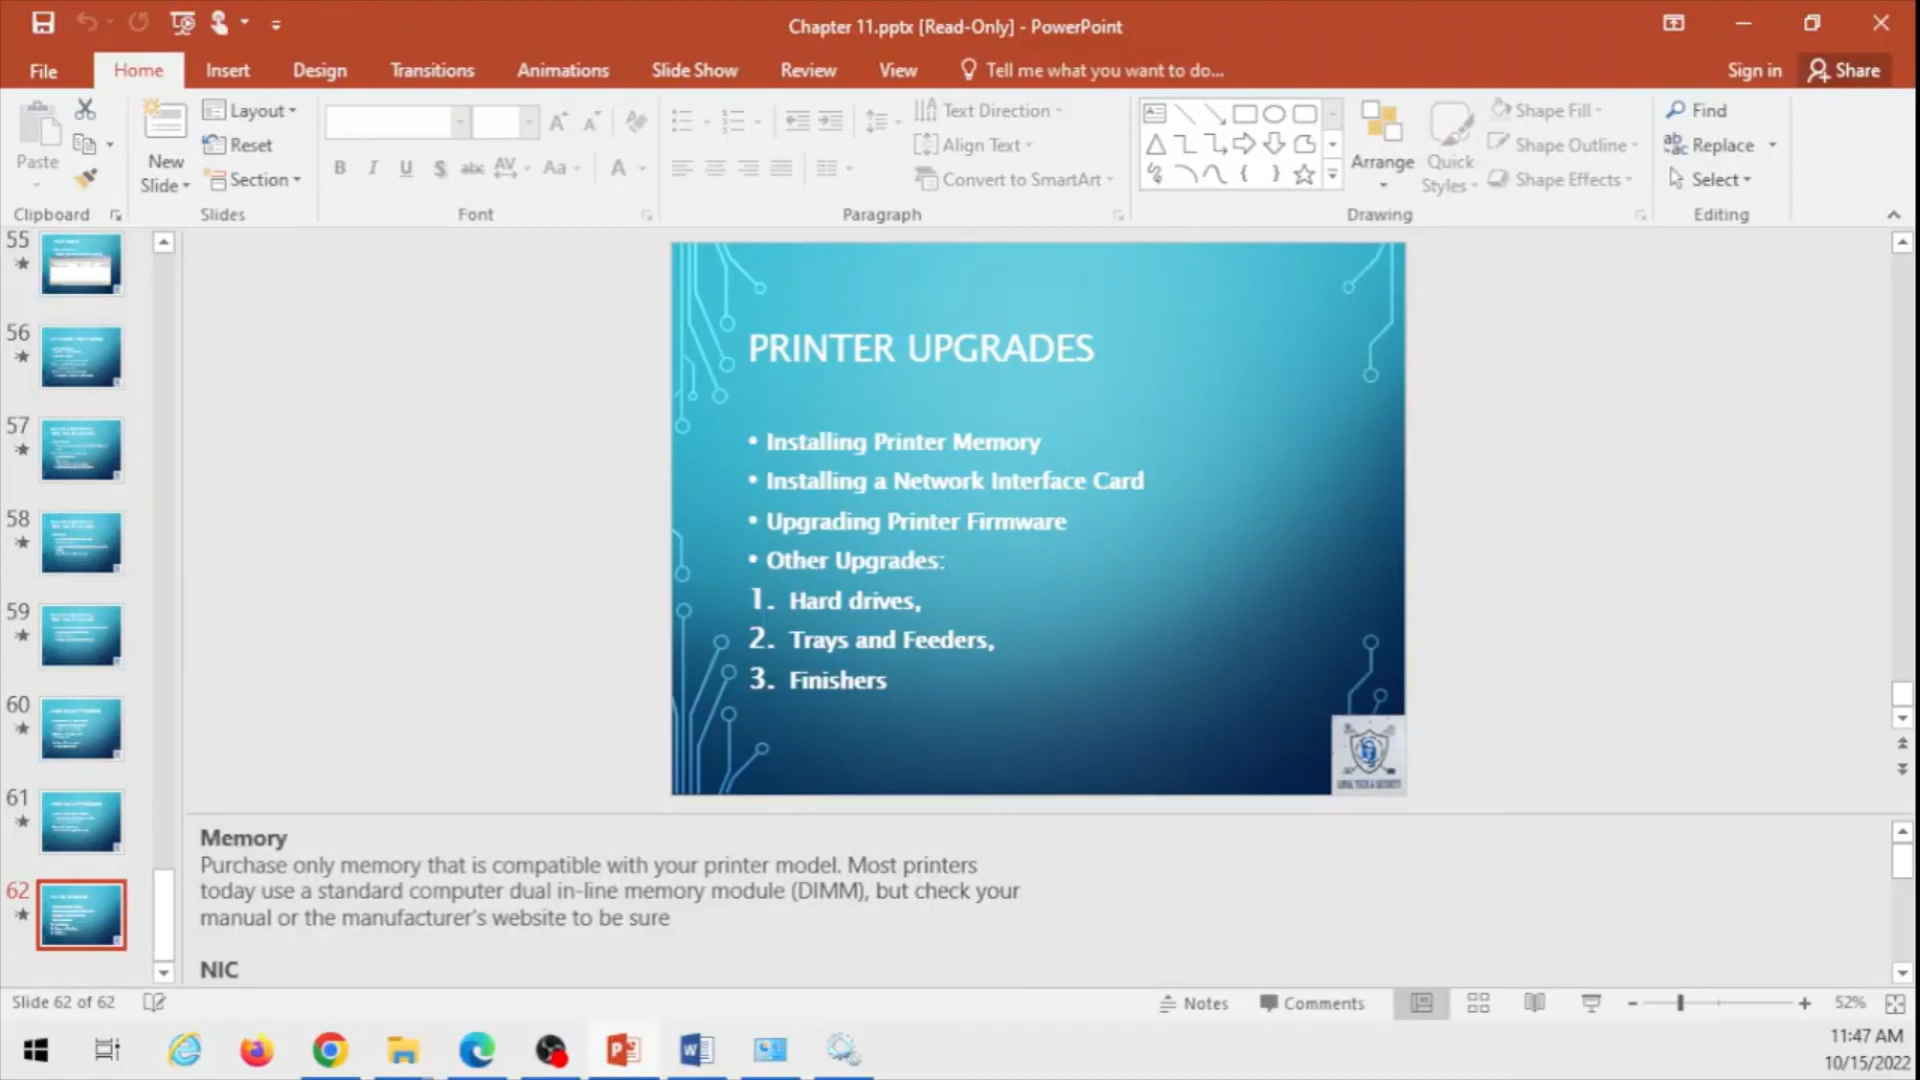 Chapter 11.pptx [Read-Only] - PowerPoint
File
Home
Insert
Design
Transitions
Animations
Slide Show
Review
View
Tell me what you want to do...
Sign in
Share
Paste
New
Slide
Layout
Reset
Section
B I U S abc AV Aa A
Text Direction
Align Text
Convert to SmartArt
Arrange
Quick
Styles
Shape Fill
Shape Outline
Shape Effects
Find
Replace
Select
Clipboard
Slides
Font
Paragraph
Drawing
Editing
55
56
57
58
59
60
61
62
PRINTER UPGRADES
• Installing Printer Memory
• Installing a Network Interface Card
• Upgrading Printer Firmware
• Other Upgrades:
1. Hard drives,
2. Trays and Feeders,
3. Finishers
Memory
Purchase only memory that is compatible with your printer model. Most printers
today use a standard computer dual in-line memory module (DIMM), but check your
manual or the manufacturer's website to be sure
NIC
Slide 62 of 62
Notes
Comments
52%
11:47 AM
10/15/2022